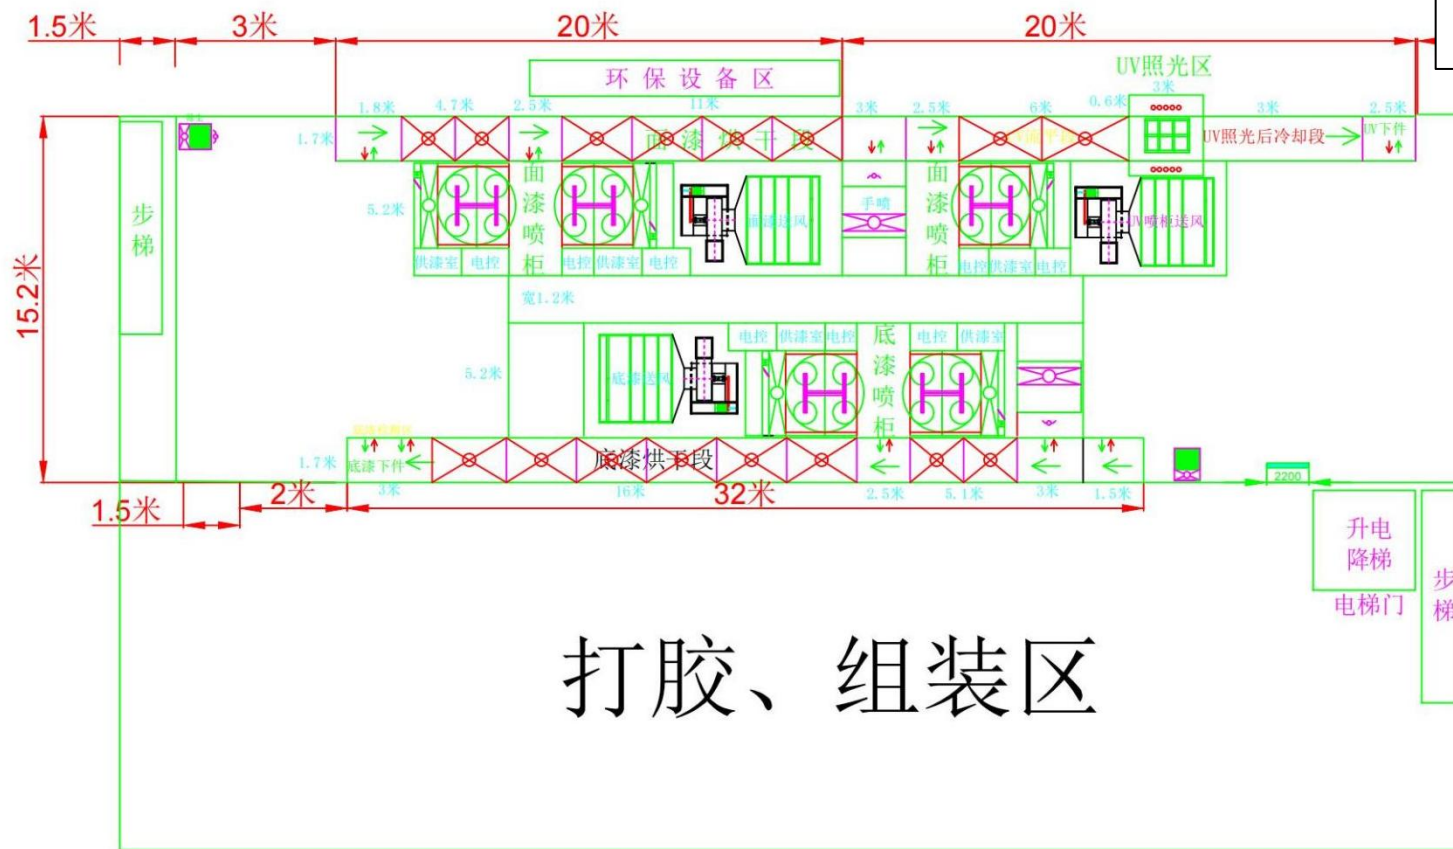 1.5米
3米
20米
20米
环保设备区
UV照光区
1.8米
4.7米
2.5米
11米
3米
2.5米
6米
0.6米
3米
3米
2.5米
1.7米
面漆烘干段
UV照光后冷却段
UV下件
步梯
5.2米
面漆喷柜
面漆送风
手喷
面漆喷柜
UV喷柜送风
供漆室
电控
电控
供漆室
电控
电控
供漆室
电控
15.2米
宽1.2米
电控
供漆室
电控
底漆喷柜
电控
供漆室
5.2米
底漆送风
1.7米
底漆下件
底漆烘干段
3米
16米
32米
2.5米
5.1米
3米
1.5米
2200
1.5米
2米
升电
降梯
电梯门
步梯
打胶、组装区